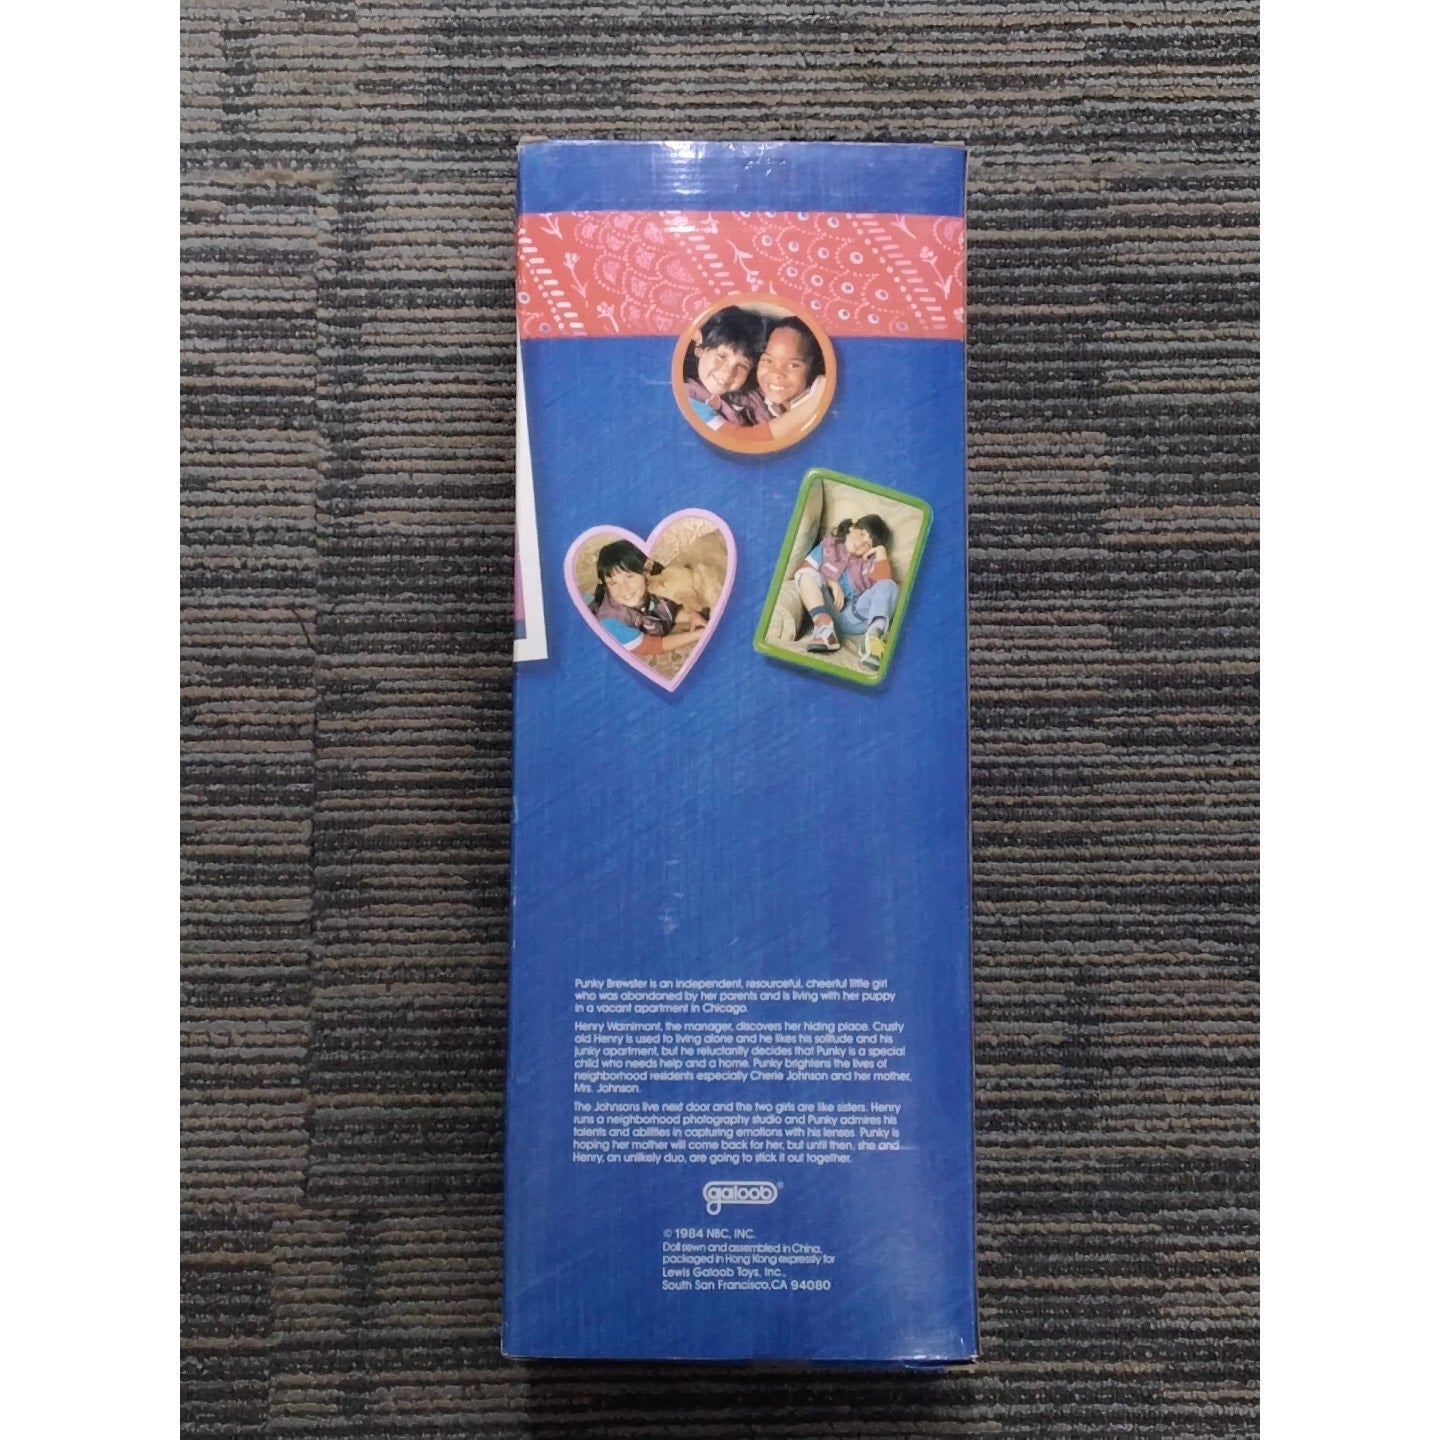 Punky Brewster is an independent, resourceful, cheerful little girl
who was abandoned by her parents and is living with her puppy
in a vacant apartment in Chicago.
Henry Warnimont, the manager, discovers her hiding place. Crusty
old Henry is used to living alone and he likes his solitude and his
junky apartment, but he reluctantly decides that Punky is a special
child who needs help and a home. Punky brightens the lives of
neighborhood residents especially Cherie Johnson and her mother,
Mrs. Johnson.
The Johnsons live next door and the two girls are like sisters. Henry
runs a neighborhood photography studio and Punky admires his
talents and abilities in capturing emotions with his lenses. Punky is
hoping her mother will come back for her, but until then, she and
Henry, an unlikely duo, are going to stick it out together.
galoob®
© 1984 NBC, INC.
Doll sewn and assembled in China,
packaged in Hong Kong expressly for
Lewis Galoob Toys, Inc.,
South San Francisco, CA 94080